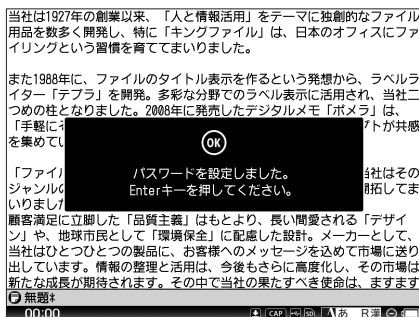 当社は1927年の創業以来、「人と情報活用」をテーマに独創的なファイル
用品を数多く開発し、特に「キングファイル」は、日本のオフィスにファ
イリングという習慣を育ててまいりました。
また1988年に、ファイルのタイトル表示を作るという発想から、ラベルラ
イター「テプラ」を開発。多彩な分野でのラベル表示に活用され、当社二
つめの柱となりました。2008年に発売したデジタルメモ「ポメラ」は、
「手軽に
トが共感
を集めてい
OK
パスワードを設定しました。
Enterキーを押してください。
「ファイ
当社はその
ジャンル
開拓してま
いりました
顧客満足に立脚した「品質主義」はもとより、長い間愛される「デザイ
ン」や、地球市民として「環境保全」に配慮した設計。メーカーとして、
当社はひとつひとつの製品に、お客様へのメッセージを込めて市場に送り
出しています。情報の整理と活用は、今後もさらに高度化し、その市場は
新たな成長が期待されます。その中で当社の果たすべき使命は、ますます
無題*
00:00 CAP SD あ R漢